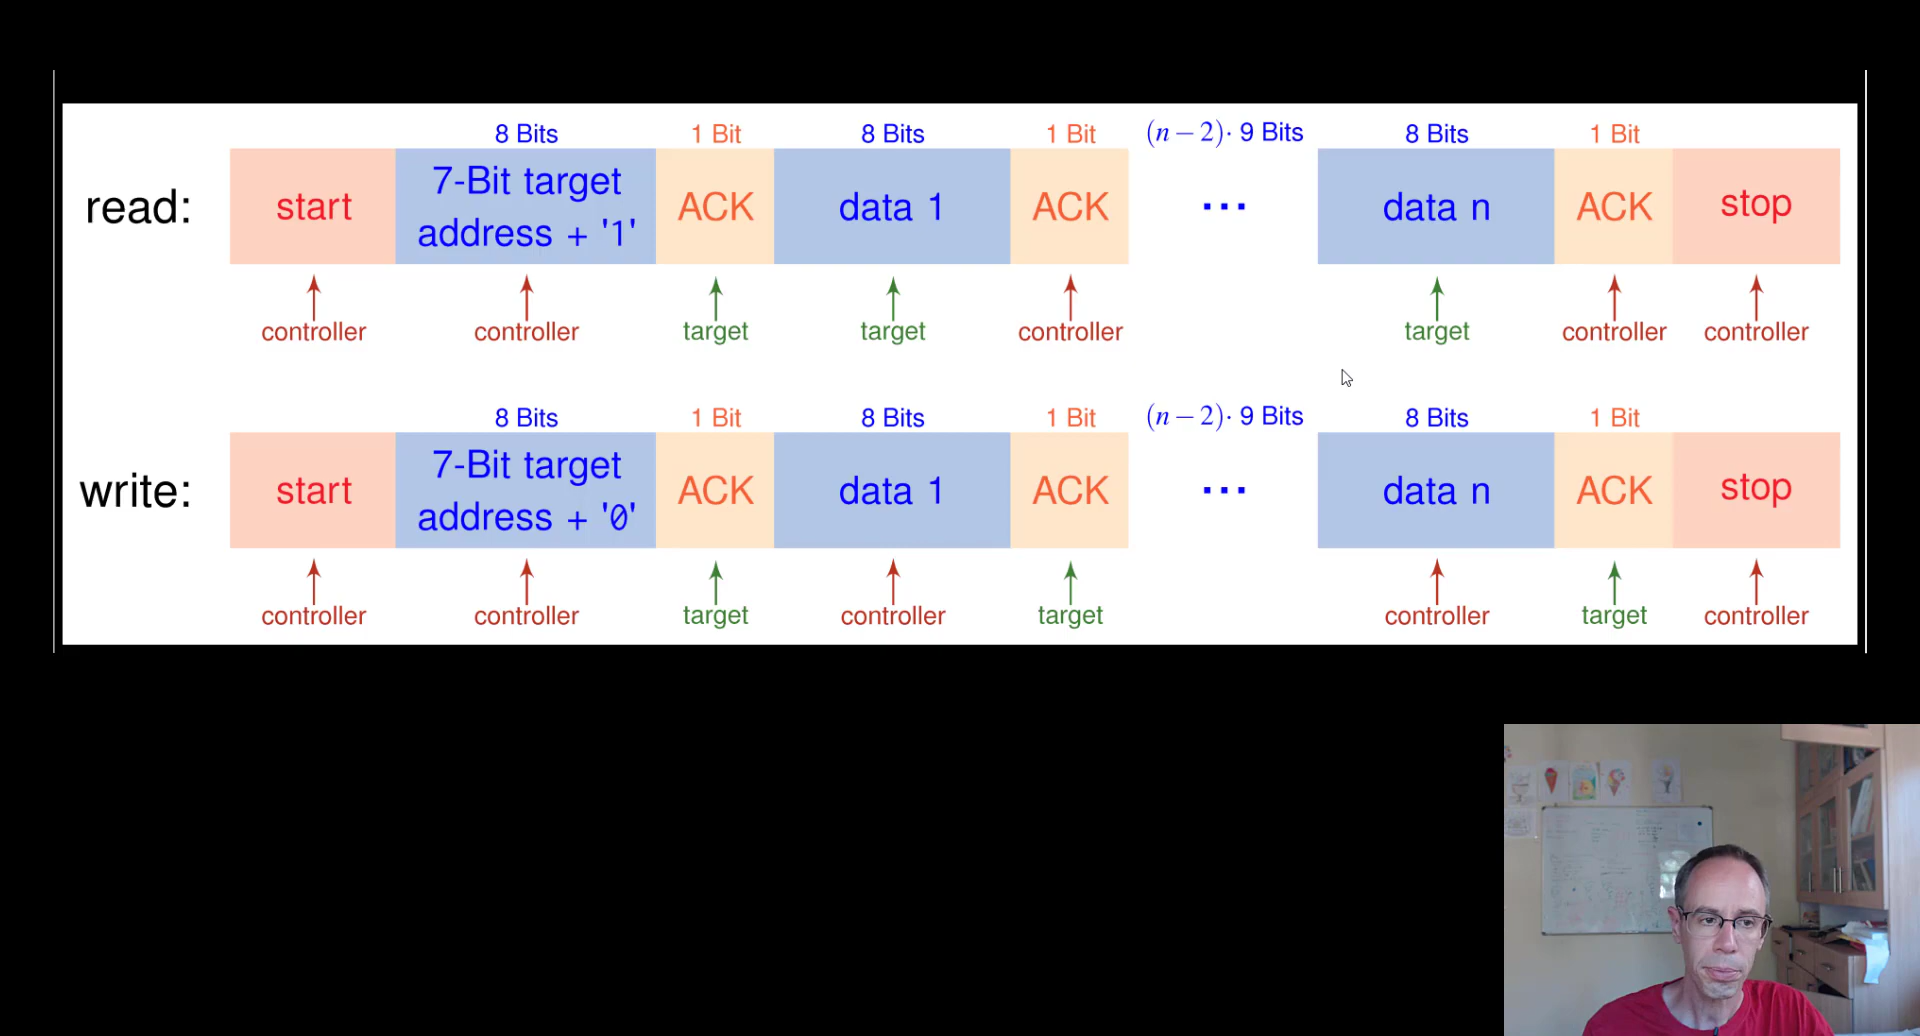 8 Bits 1 Bit 8 Bits 1 Bit (n − 2)· 9 Bits 8 Bits 1 Bit
read: start 7-Bit target address + '1' ACK data 1 ACK ... data n ACK stop
controller controller target target controller target controller controller
8 Bits 1 Bit 8 Bits 1 Bit (n − 2)· 9 Bits 8 Bits 1 Bit
write: start 7-Bit target address + '0' ACK data 1 ACK ... data n ACK stop
controller controller target controller target controller target controller